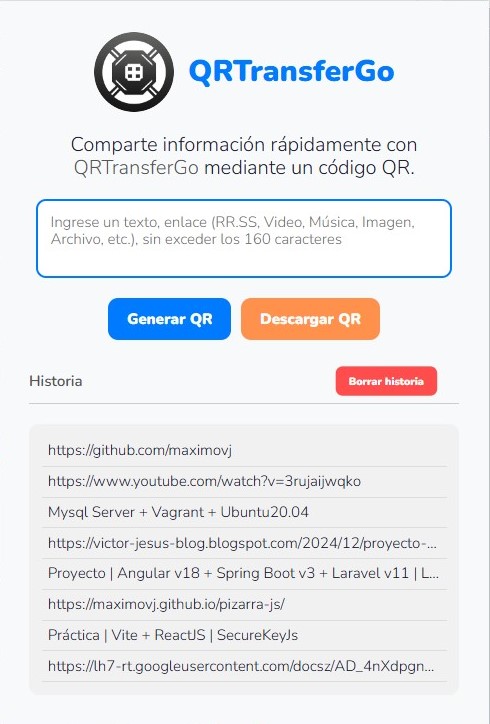 QRTransferGo
Comparte información rápidamente con
QRTransferGo mediante un código QR.
Ingrese un texto, enlace (RR.SS, Video, Música, Imagen,
Archivo, etc.), sin exceder los 160 caracteres
Generar QR
Descargar QR
Historia
Borrar historia
https://github.com/maximovj
https://www.youtube.com/watch?v=3rujaijwqko
Mysql Server + Vagrant + Ubuntu20.04
https://victor-jesus-blog.blogspot.com/2024/12/proyecto-...
Proyecto | Angular v18 + Spring Boot v3 + Laravel v11 | L...
https://maximovj.github.io/pizarra-js/
Práctica | Vite + ReactJS | SecureKeyJs
https://lh7-rt.googleusercontent.com/docsz/AD_4nXdpgn...